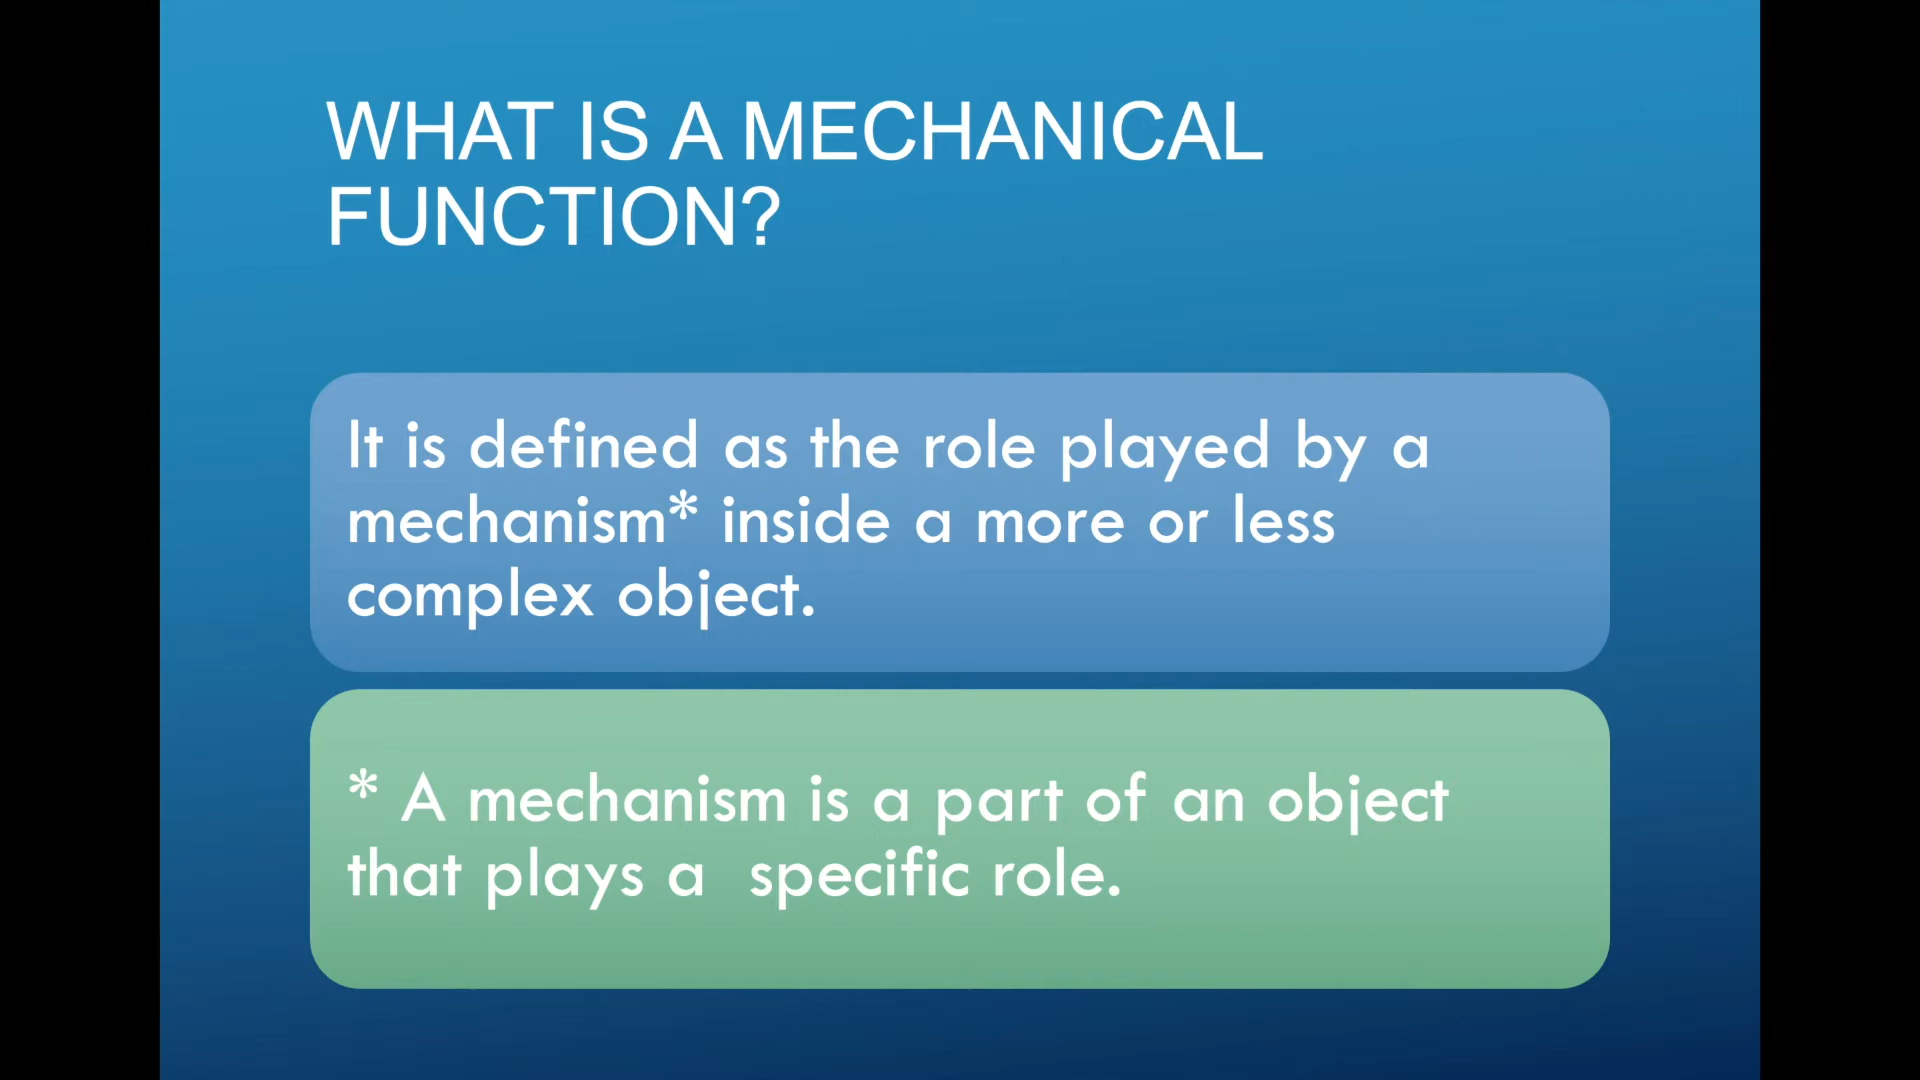 WHAT IS A MECHANICAL
FUNCTION?
It is defined as the role played by a
mechanism* inside a more or less
complex object.
* A mechanism is a part of an object
that plays a  specific role.